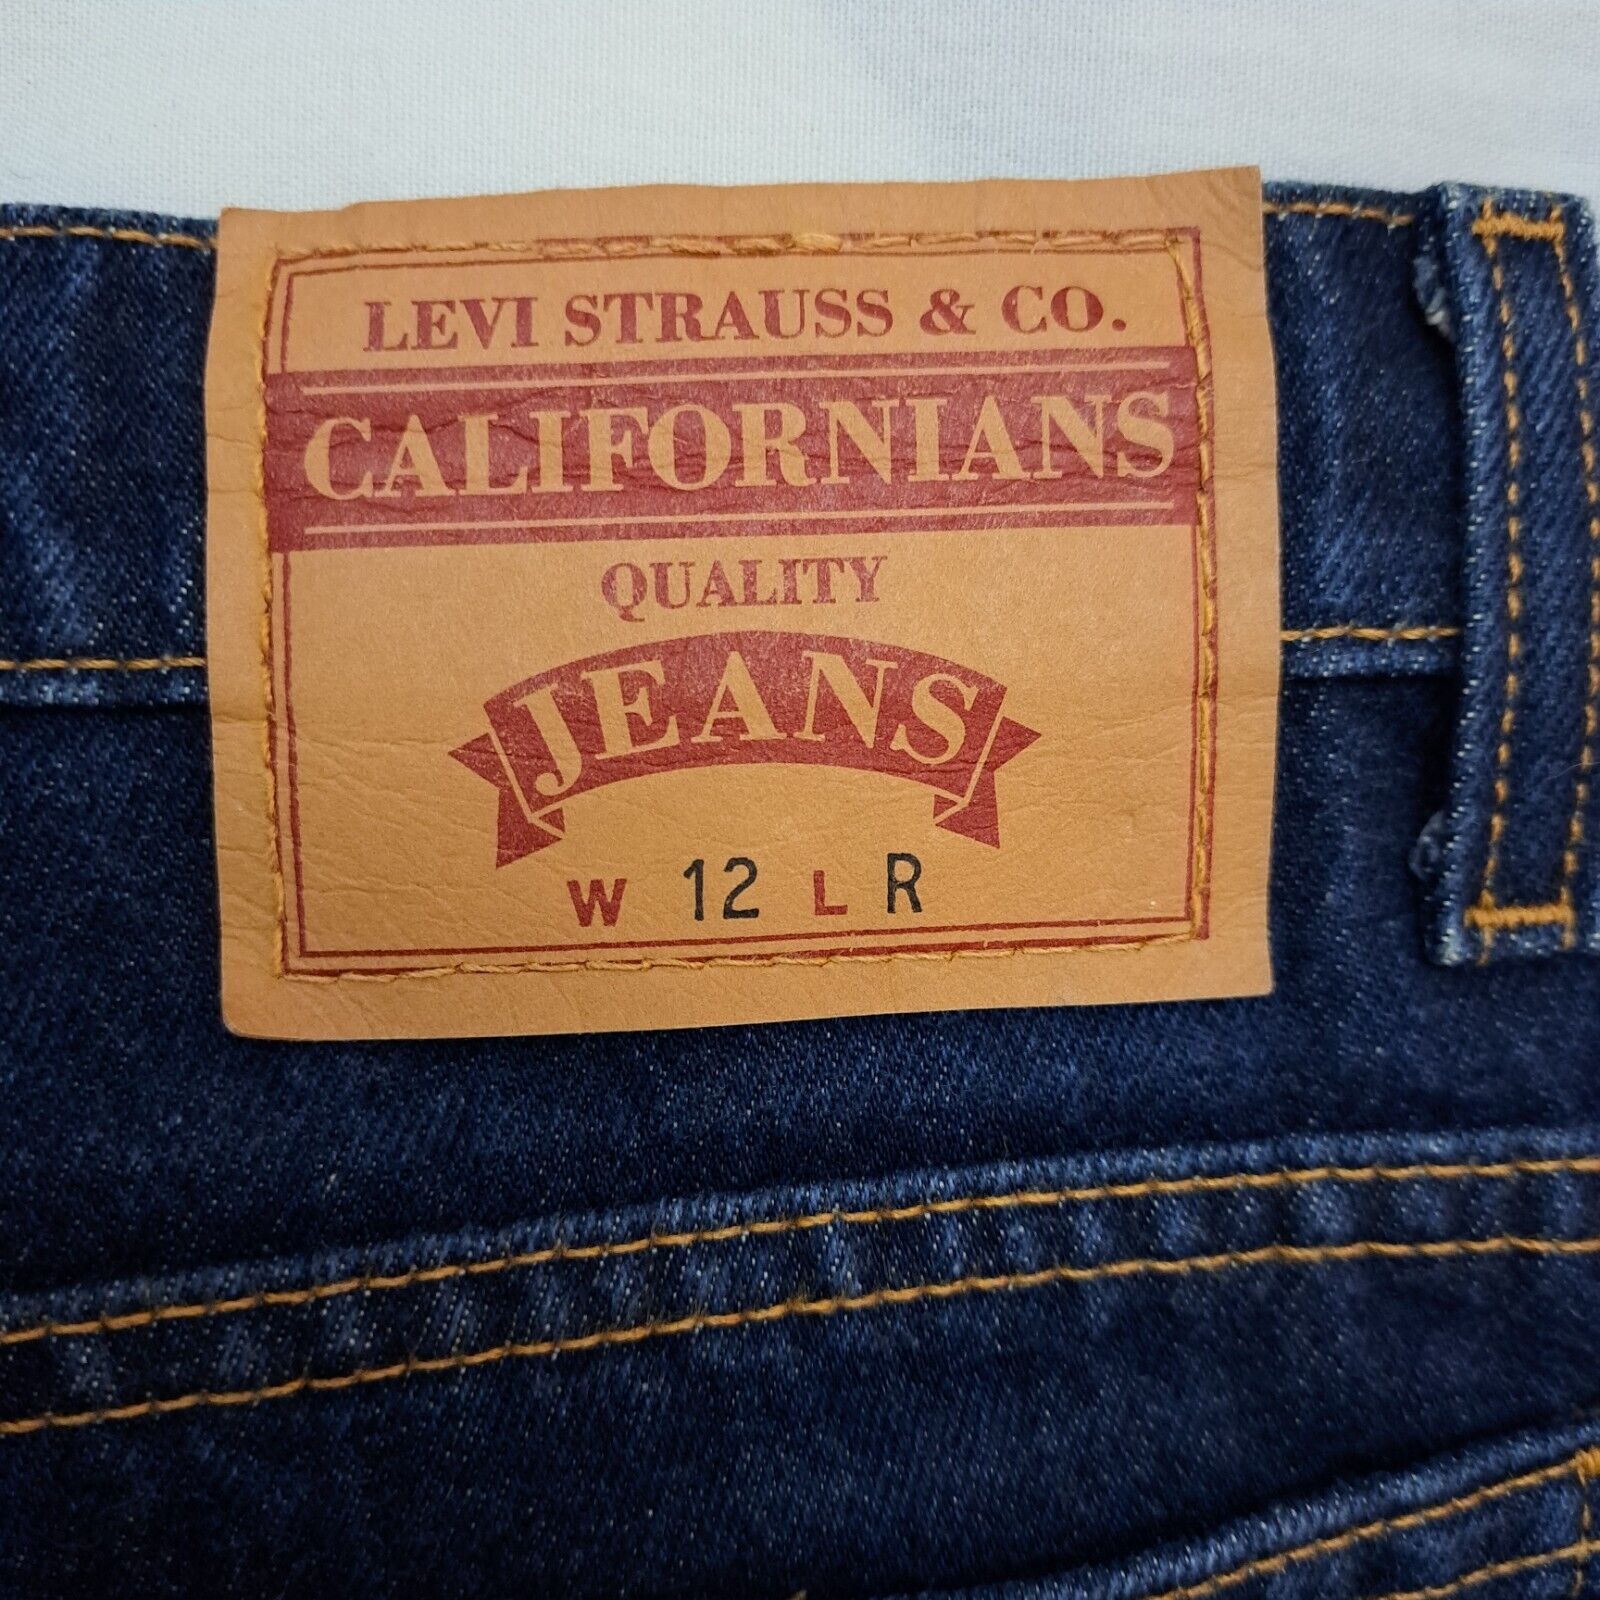 LEVI STRAUSS & CO.
CALIFORNIANS
QUALITY
JEANS
W 12 L R